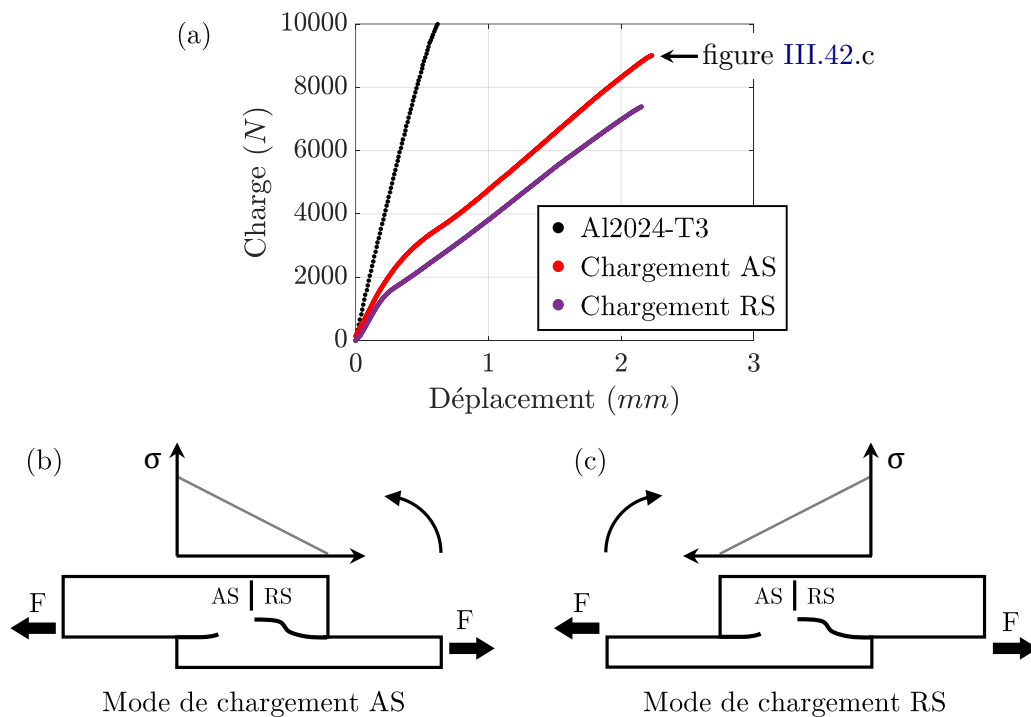 (a)
10000
8000
6000
4000
2000
0
Charge (N)
figure III.42.c
Al2024-T3
Chargement AS
Chargement RS
0 1 2 3
Déplacement (mm)
(b)
σ
AS RS
F
F
Mode de chargement AS
(c)
σ
AS RS
F
F
Mode de chargement RS